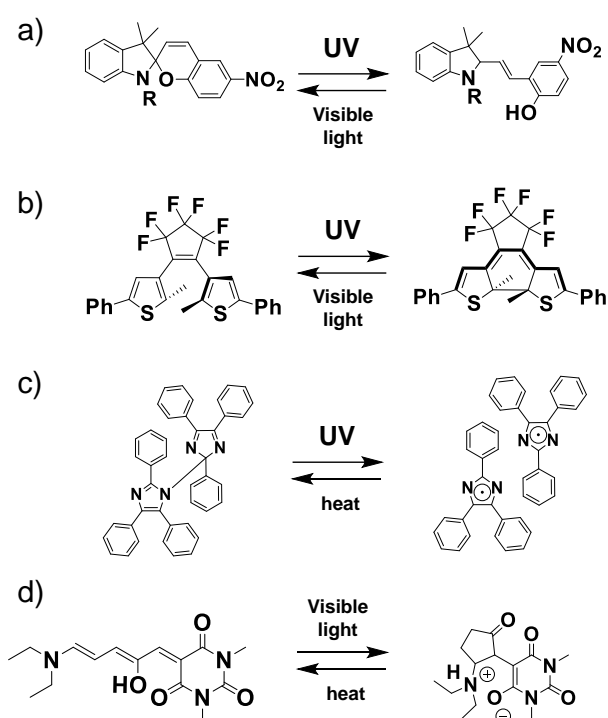 a)
UV
Visible
light
N
R
O
NO2
N
R
HO
NO2
b)
UV
Visible
light
F F F F F F
Ph S S Ph
F F F F F F
Ph S S Ph
c)
UV
heat
N N
N N
N N
N N
d)
Visible
light
heat
N
HO
O
N
O
N
O
O
O
H N
O
N
O
N